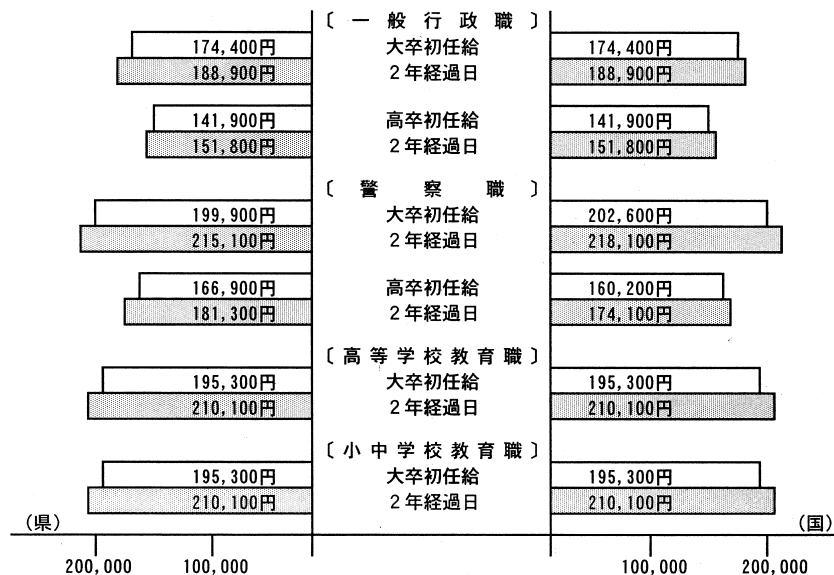 〔一般行政職〕
174,400円 大卒初任給 174,400円
188,900円 2年経過日 188,900円
141,900円 高卒初任給 141,900円
151,800円 2年経過日 151,800円
〔警察職〕
199,900円 大卒初任給 202,600円
215,100円 2年経過日 218,100円
166,900円 高卒初任給 160,200円
181,300円 2年経過日 174,100円
〔高等学校教育職〕
195,300円 大卒初任給 195,300円
210,100円 2年経過日 210,100円
〔小中学校教育職〕
195,300円 大卒初任給 195,300円
210,100円 2年経過日 210,100円
(県) (国)
200,000 100,000 100,000 200,000